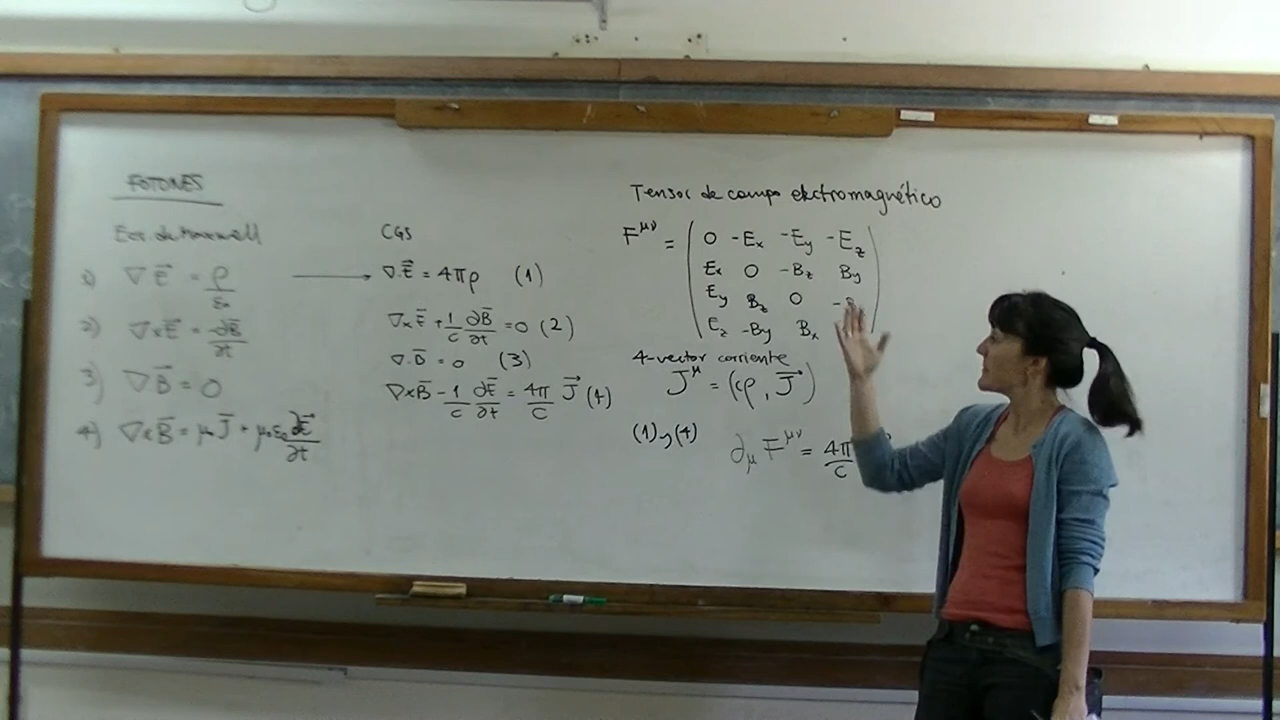 FOTONES
Ecs. de Maxwell
1) ∇E⃗ = ρ/ε₀
2) ∇×E⃗ = -∂B⃗/∂t
3) ∇B⃗ = 0
4) ∇×B⃗ = μ₀J⃗ + μ₀ε₀ ∂E⃗/∂t
CGS
∇E⃗ = 4πρ (1)
∇×E⃗ + 1/c ∂B⃗/∂t = 0 (2)
∇·B⃗ = 0 (3)
∇×B⃗ - 1/c ∂E⃗/∂t = 4π/c J⃗ (4)
Tensor de campo electromagnético
F^μν = ( 0 -Ex -Ey -Ez
Ex 0 -Bz By
Ey Bz 0 -
Ez -By Bx )
4-vector corriente
J^μ = (cρ, J⃗)
(1) y (4) ∂_μ F^μν = 4π/c